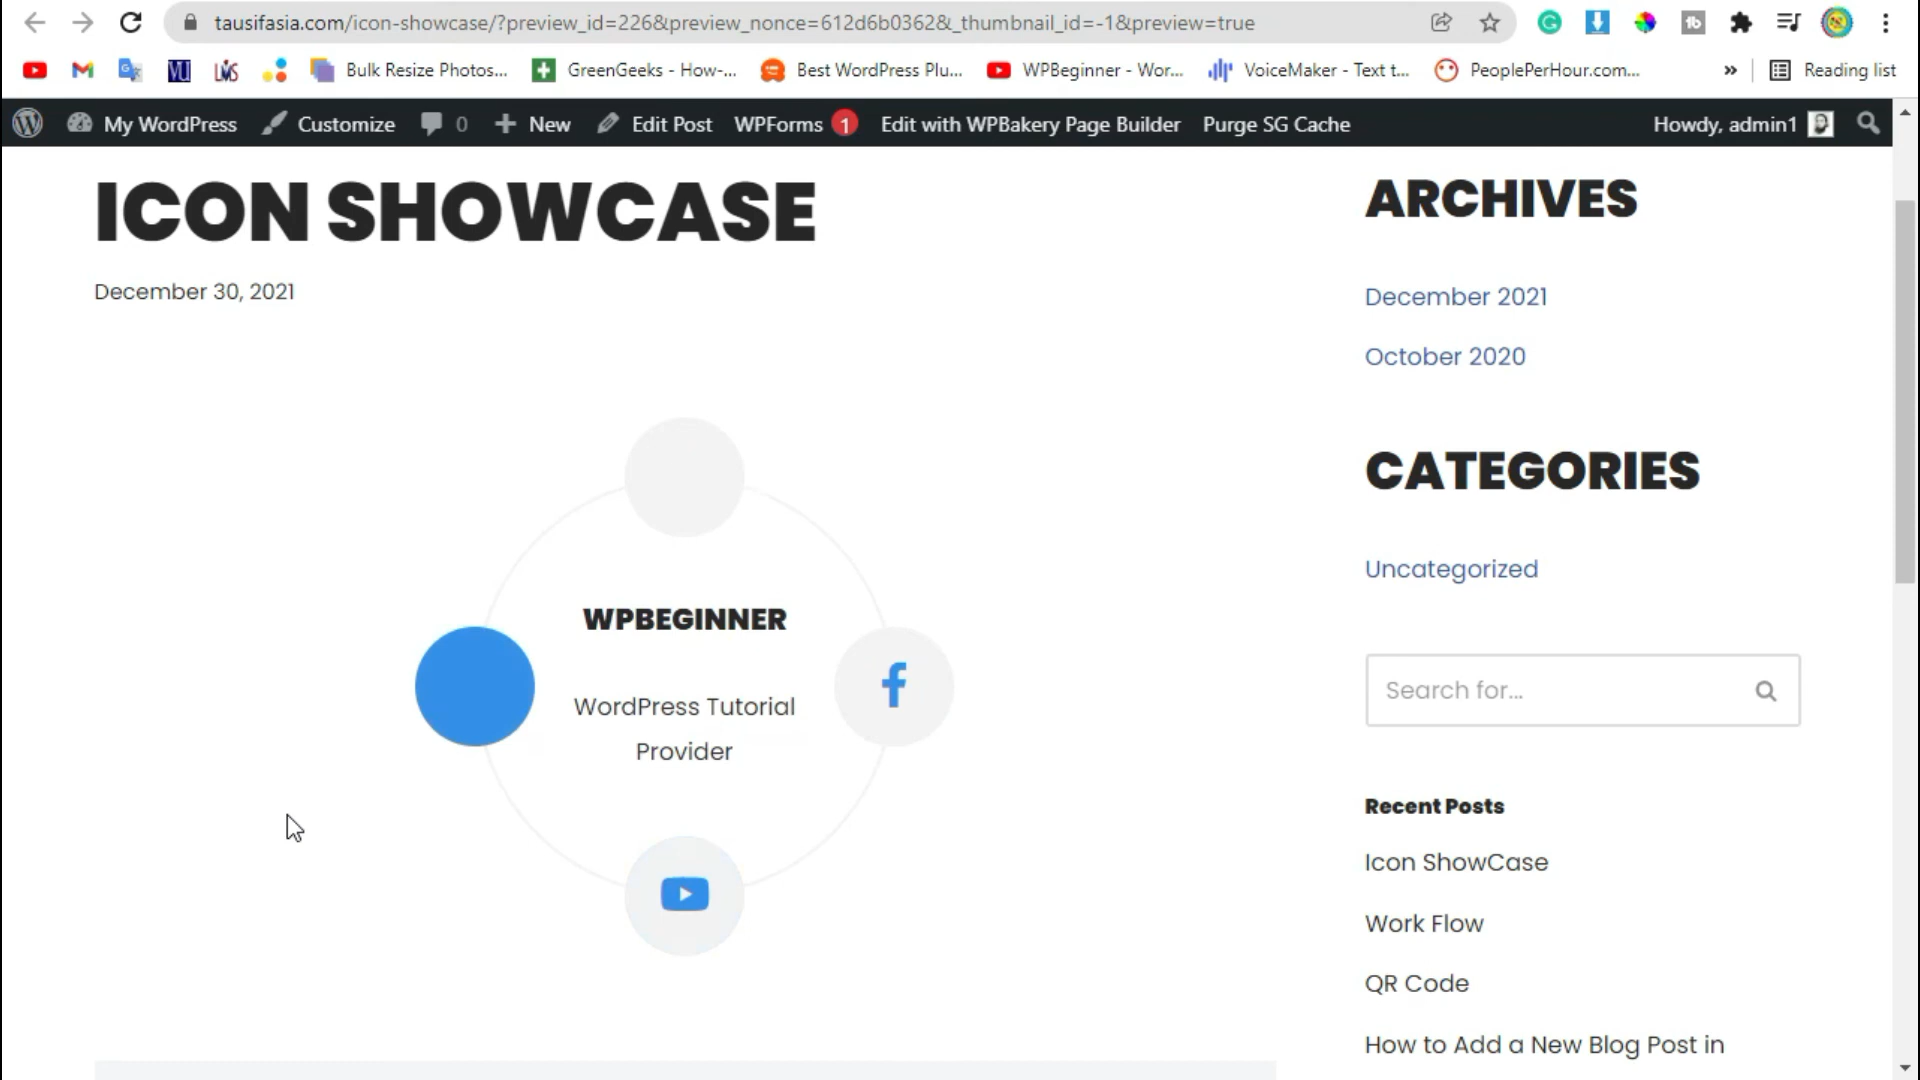 tausifasia.com/icon-showcase/?preview_id=226&preview_nonce=612d6b0362&_thumbnail_id=-1&preview=true
Bulk Resize Photos...
GreenGeeks - How-...
Best WordPress Plu...
WPBeginner - Wor...
VoiceMaker - Text t...
PeoplePerHour.com...
»
Reading list
My WordPress
Customize
0
New
Edit Post
WPForms 1
Edit with WPBakery Page Builder
Purge SG Cache
Howdy, admin1
ICON SHOWCASE
December 30, 2021
WPBEGINNER
WordPress Tutorial
Provider
ARCHIVES
December 2021
October 2020
CATEGORIES
Uncategorized
Search for...
Recent Posts
Icon ShowCase
Work Flow
QR Code
How to Add a New Blog Post in